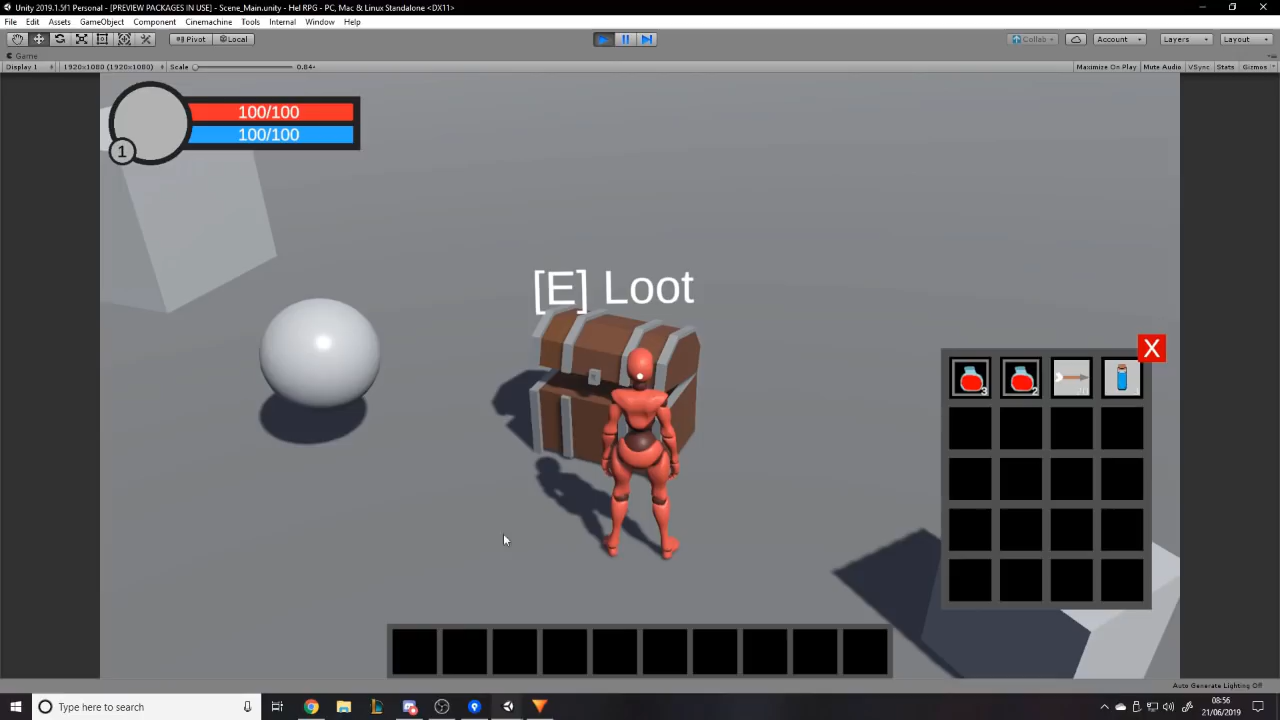 Unity 2019.1.5f1 Personal - [PREVIEW PACKAGES IN USE] - Scene_Main.unity - Hel RPG - PC, Mac & Linux Standalone <DX11>
File Edit Assets GameObject Component Cinemachine Tools Internal Window Help
Pivot Local Collab Account Layers Layout
Game
Display 1 1920x1080 (1920x1080) Scale 0.84× Maximize On Play Mute Audio VSync Stats Gizmos
100/100
100/100
1
[E] Loot
X
3 2
Auto Generate Lighting Off
Type here to search
08:56
21/06/2019